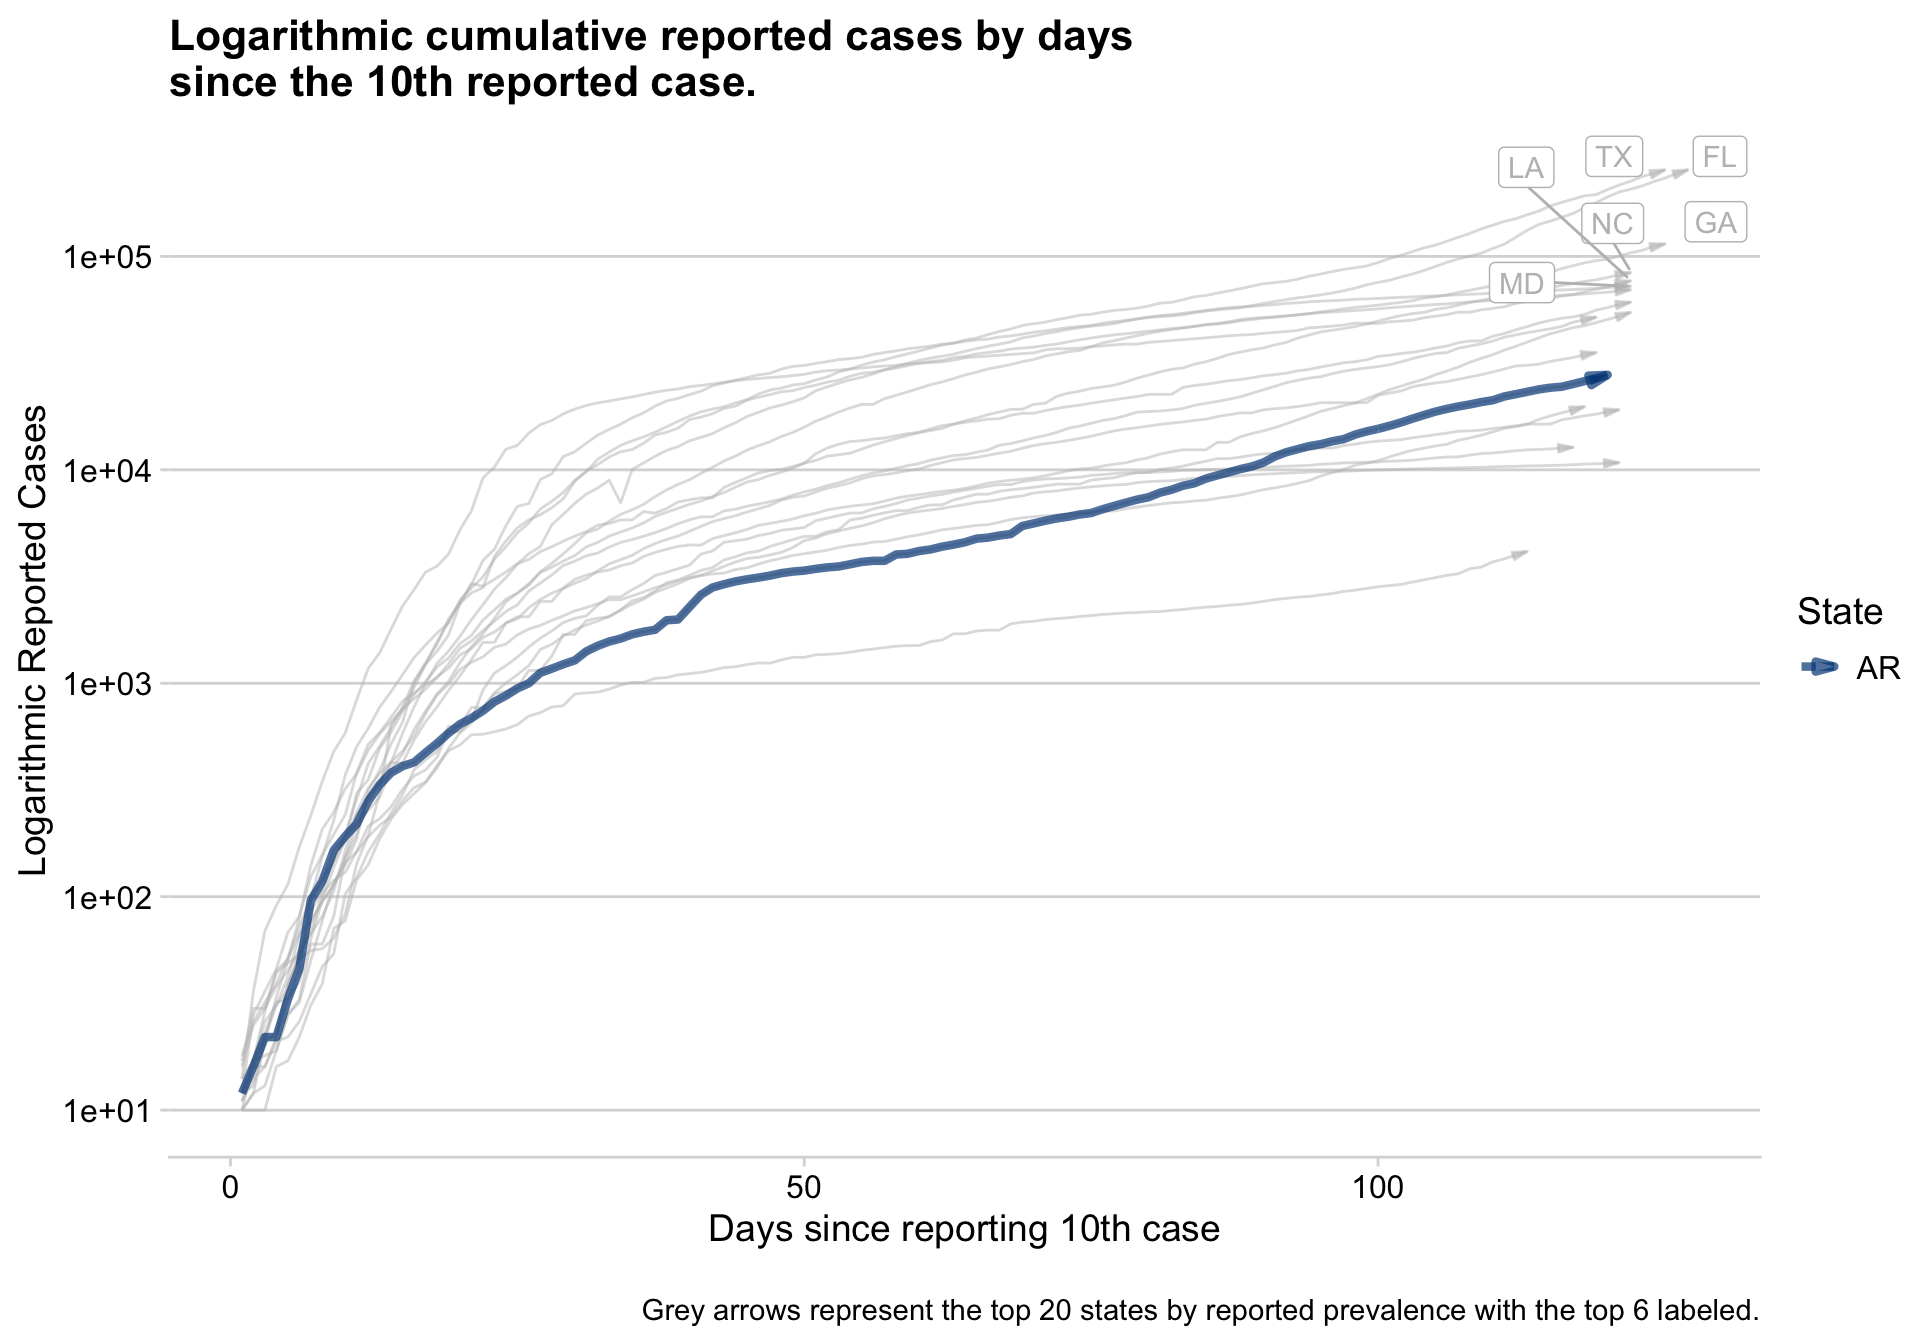 Logarithmic cumulative reported cases by days
since the 10th reported case.
LA
TX
FL
NC
GA
MD
1e+05
1e+04
1e+03
1e+02
1e+01
Logarithmic Reported Cases
State
AR
0
50
100
Days since reporting 10th case
Grey arrows represent the top 20 states by reported prevalence with the top 6 labeled.